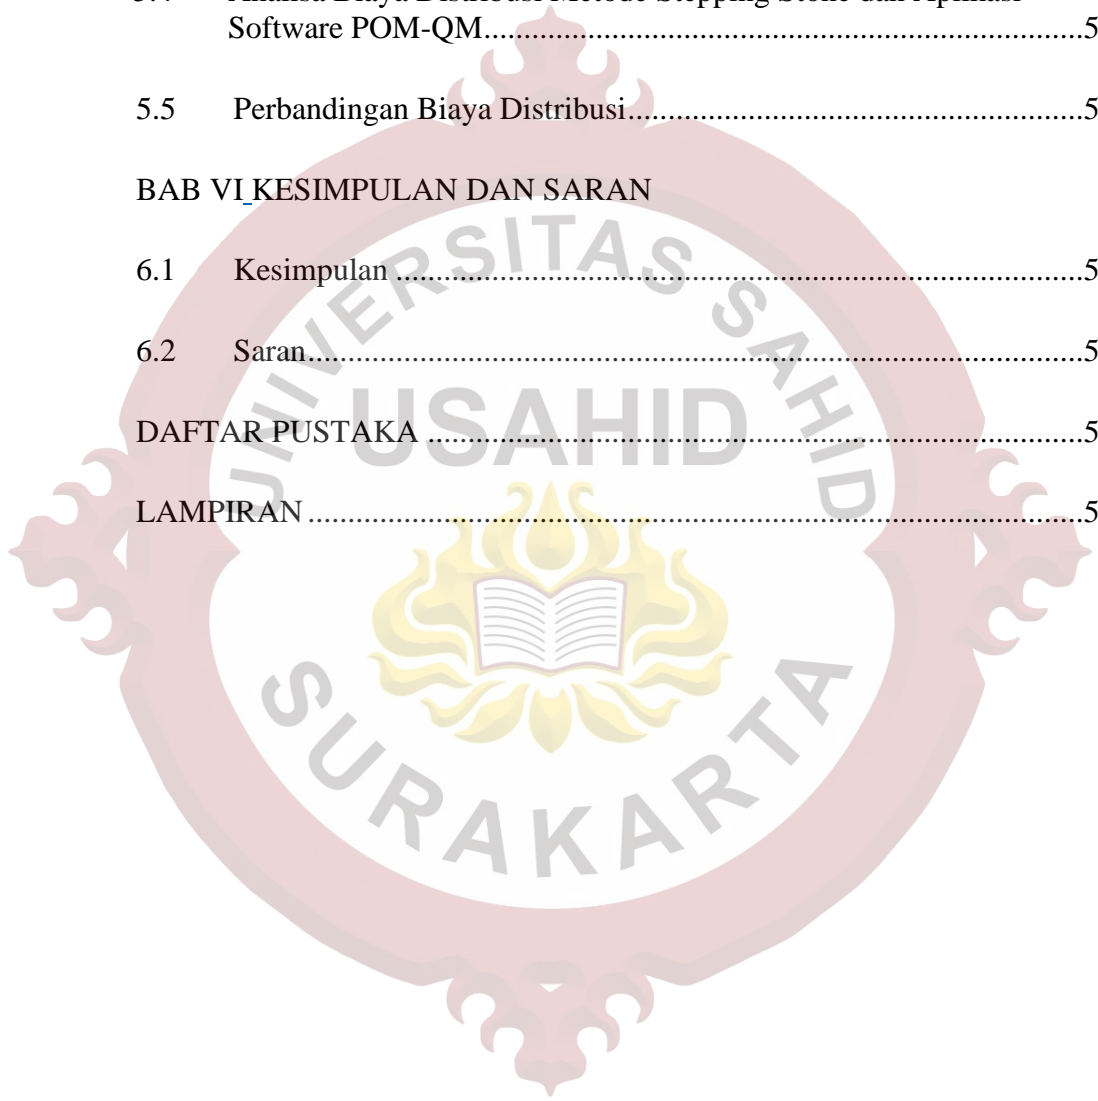 Analisa Biaya Distribusi Metode Stepping Stone dan Aplikasi
Software POM-QM..........................................................................5
5.5 Perbandingan Biaya Distribusi.........................................................5
BAB VI KESIMPULAN DAN SARAN
6.1 Kesimpulan ......................................................................................5
6.2 Saran.................................................................................................5
DAFTAR PUSTAKA ..................................................................................5
LAMPIRAN .................................................................................................5
UNIVERSITAS SAHID
USAHID
SURAKARTA